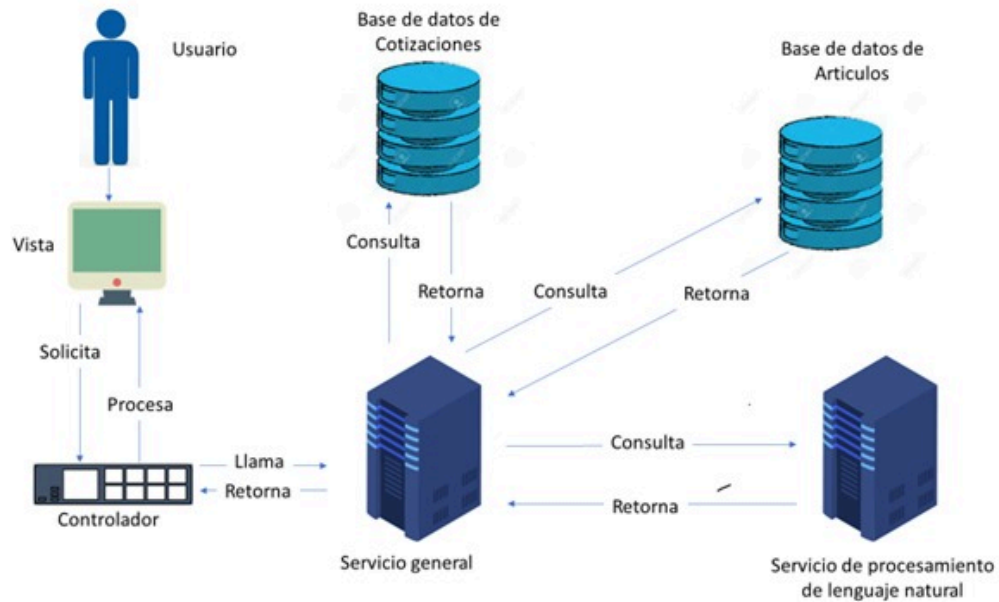 Usuario
Base de datos de
Cotizaciones
Base de datos de
Articulos
Vista
Consulta
Retorna
Consulta
Retorna
Solicita
Procesa
Llama
Retorna
Consulta
Retorna
Controlador
Servicio general
Servicio de procesamiento
de lenguaje natural